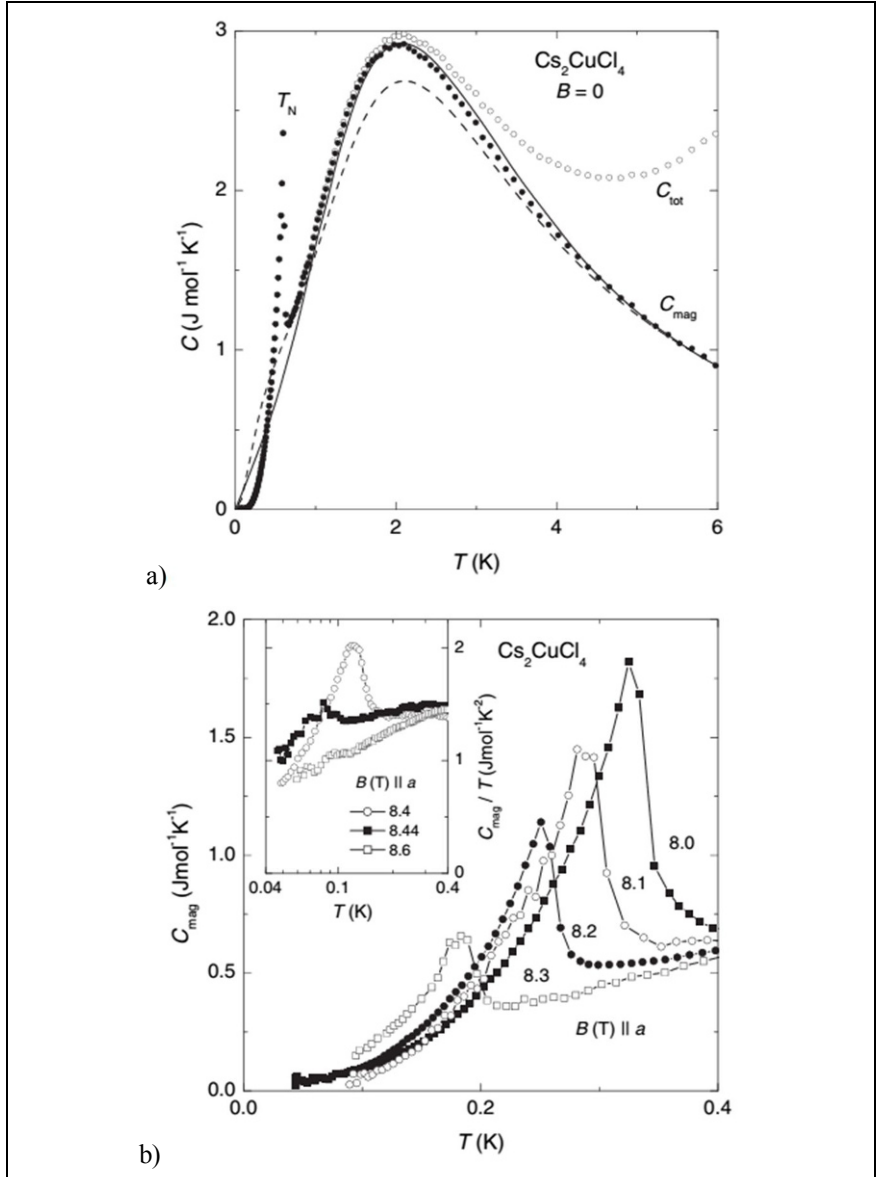 3
Cs₂CuCl₄
B = 0
T_N
2
C_tot
C (J mol⁻¹ K⁻¹)
C_mag
1
0
0 2 4 6
T (K)
a)
2.0
Cs₂CuCl₄
2
1.5
1
C_mag / T (Jmol⁻¹K⁻²)
B (T) || a
8.4
8.44
8.6
0
0.04 0.1 0.4
T (K)
8.0
8.1
8.2
8.3
C_mag (Jmol⁻¹K⁻¹)
1.0
0.5
B (T) || a
0.0
0.0 0.2 0.4
T (K)
b)